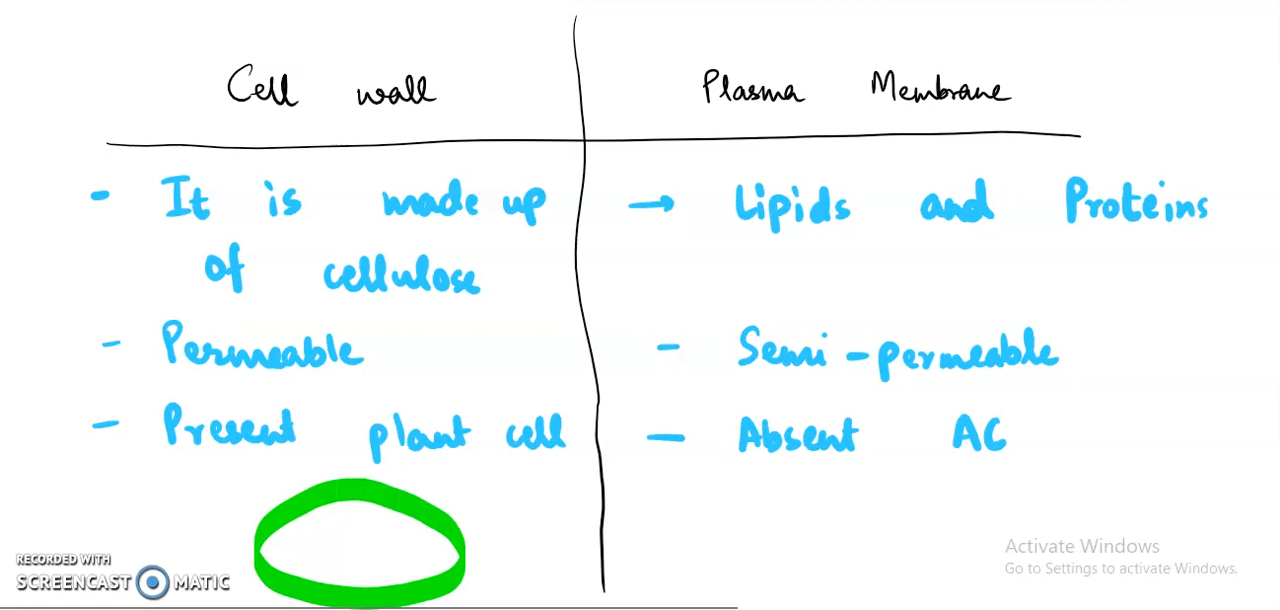 Cell wall
Plasma Membrane
- It is made up
of cellulose
→ Lipids and Proteins
- Permeable
- Semi-permeable
- Present plant cell
- Absent AC
RECORDED WITH
SCREENCAST MATIC
Activate Windows
Go to Settings to activate Windows.